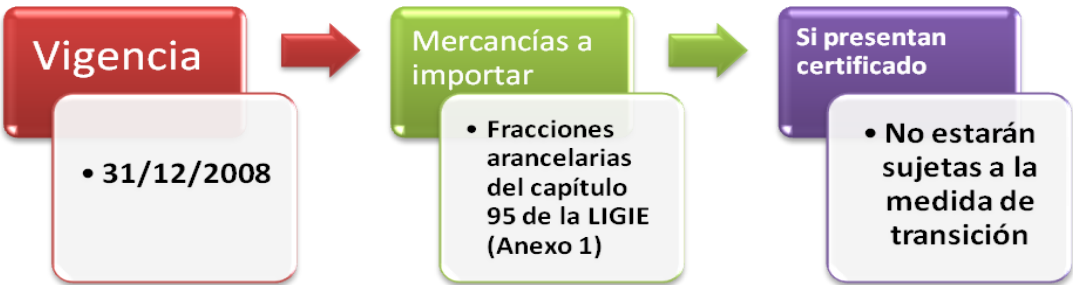 Vigencia
• 31/12/2008
Mercancías a
importar
• Fracciones
arancelarias
del capítulo
95 de la LIGIE
(Anexo 1)
Si presentan
certificado
• No estarán
sujetas a la
medida de
transición